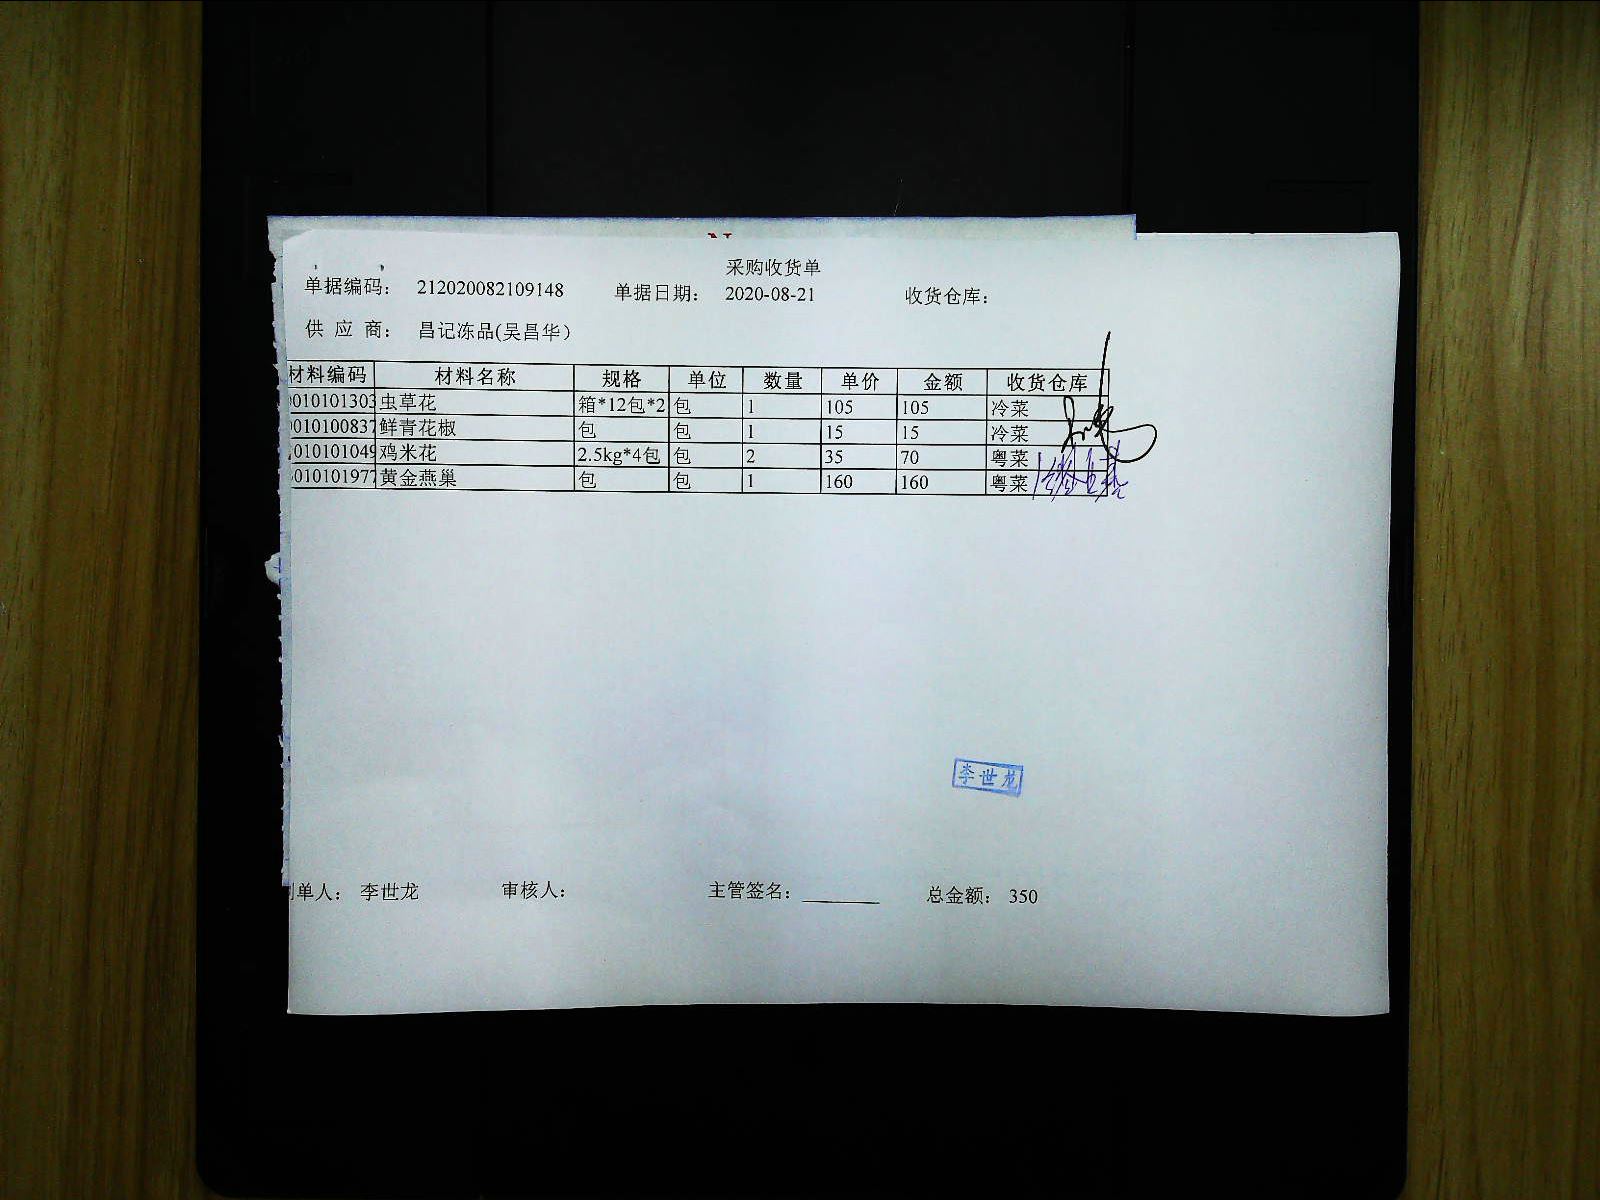 采购收货单
单据编码： 212020082109148 单据日期： 2020-08-21 收货仓库：
供 应 商： 昌记冻品(吴昌华）
材料编码 材料名称 规格 单位 数量 单价 金额 收货仓库
010101303 虫草花 箱*12包*2 包 1 105 105 冷菜
010100837 鲜青花椒 包 包 1 15 15 冷菜
010101049 鸡米花 2.5kg*4包 包 2 35 70 粤菜
010101977 黄金燕巢 包 包 1 160 160 粤菜
李世龙
制单人： 李世龙 审核人： 主管签名： 总金额： 350